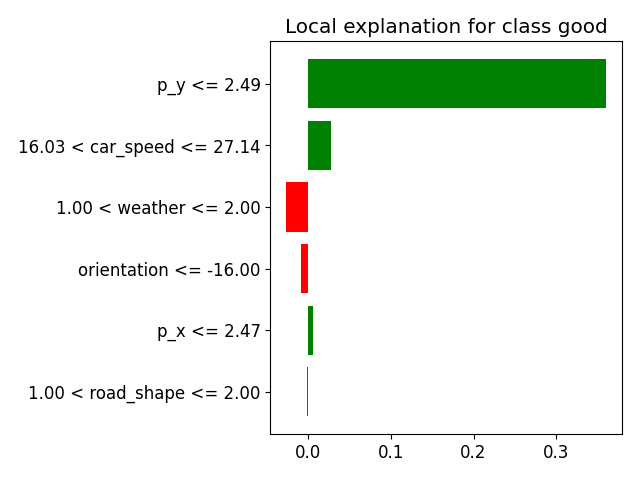 Local explanation for class good
p_y <= 2.49
16.03 < car_speed <= 27.14
1.00 < weather <= 2.00
orientation <= -16.00
p_x <= 2.47
1.00 < road_shape <= 2.00
0.0 0.1 0.2 0.3